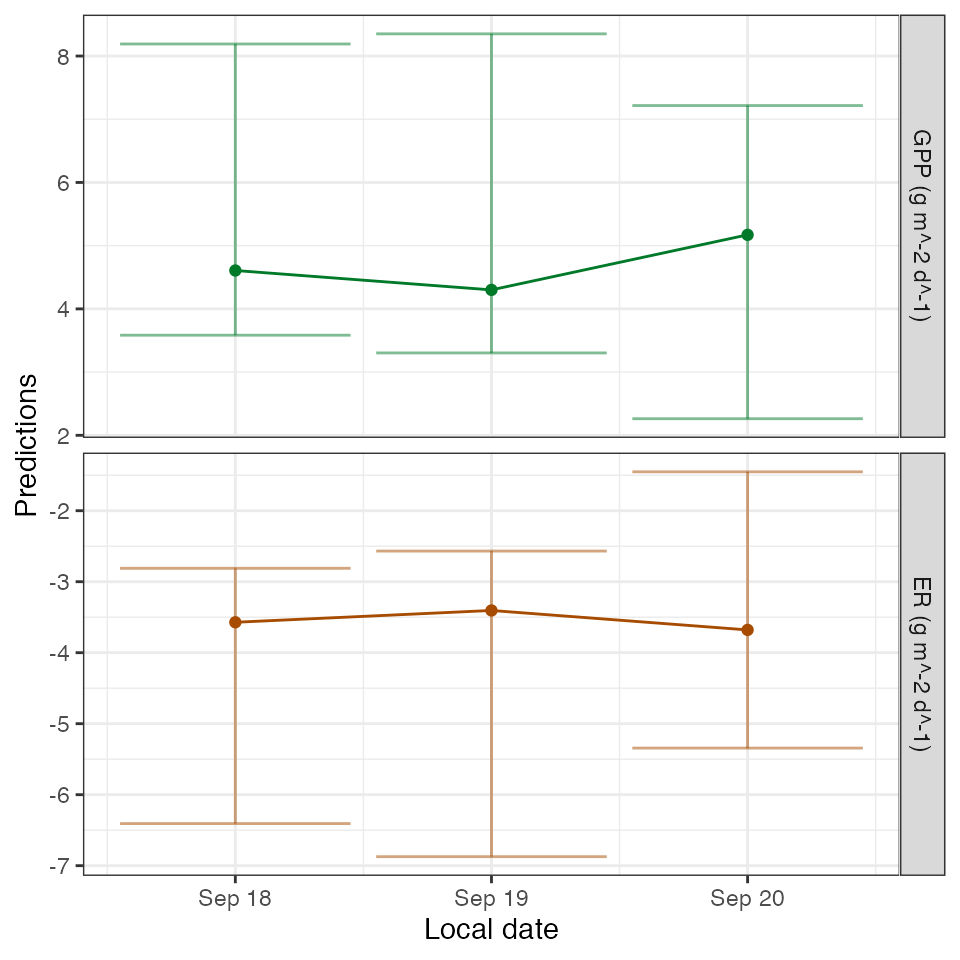 Predictions
8
6
4
2
GPP (g m^-2 d^-1)
-2
-3
-4
-5
-6
-7
ER (g m^-2 d^-1)
Sep 18
Sep 19
Sep 20
Local date